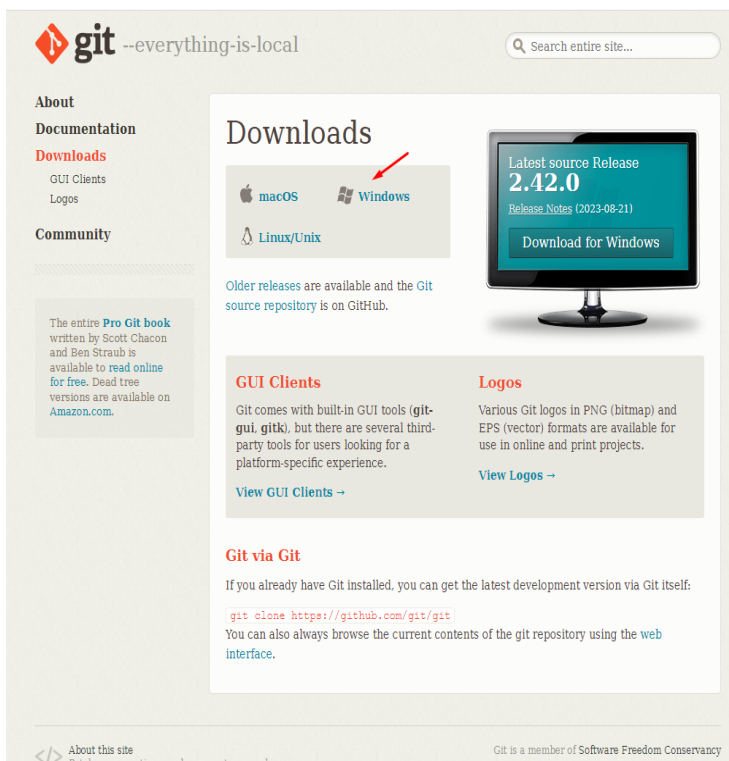 git --everything-is-local
Search entire site...
About
Documentation
Downloads
GUI Clients
Logos
Community
The entire Pro Git book
written by Scott Chacon
and Ben Straub is
available to read online
for free. Dead tree
versions are available on
Amazon.com.
Downloads
macOS
Windows
Linux/Unix
Older releases are available and the Git
source repository is on GitHub.
Latest source Release
2.42.0
Release Notes (2023-08-21)
Download for Windows
GUI Clients
Git comes with built-in GUI tools (git-
gui, gitk), but there are several third-
party tools for users looking for a
platform-specific experience.
View GUI Clients →
Logos
Various Git logos in PNG (bitmap) and
EPS (vector) formats are available for
use in online and print projects.
View Logos →
Git via Git
If you already have Git installed, you can get the latest development version via Git itself:
git clone https://github.com/git/git
You can also always browse the current contents of the git repository using the web
interface.
</> About this site
Git is a member of Software Freedom Conservancy